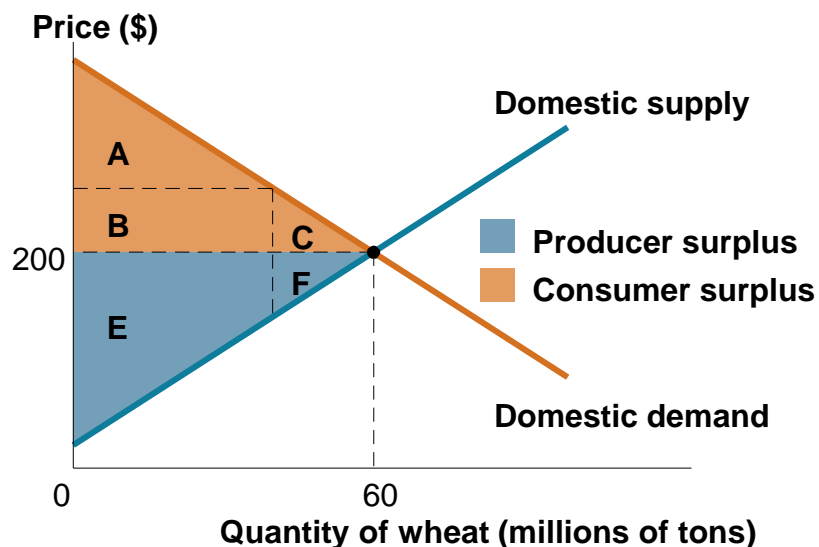 Price ($)
Domestic supply
A
B
C
Producer surplus
200
F
Consumer surplus
E
Domestic demand
0
60
Quantity of wheat (millions of tons)